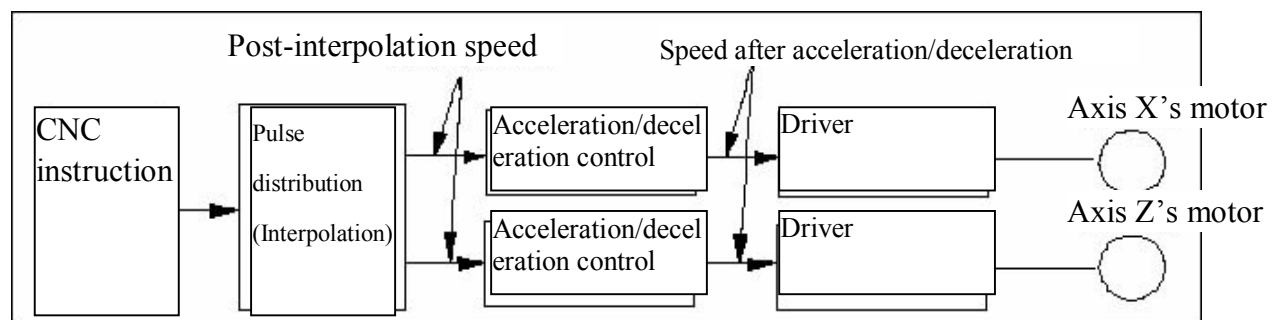 Post-interpolation speed
Speed after acceleration/deceleration
CNC
instruction
Pulse
distribution
(Interpolation)
Acceleration/decel
eration control
Driver
Axis X’s motor
Acceleration/decel
eration control
Driver
Axis Z’s motor